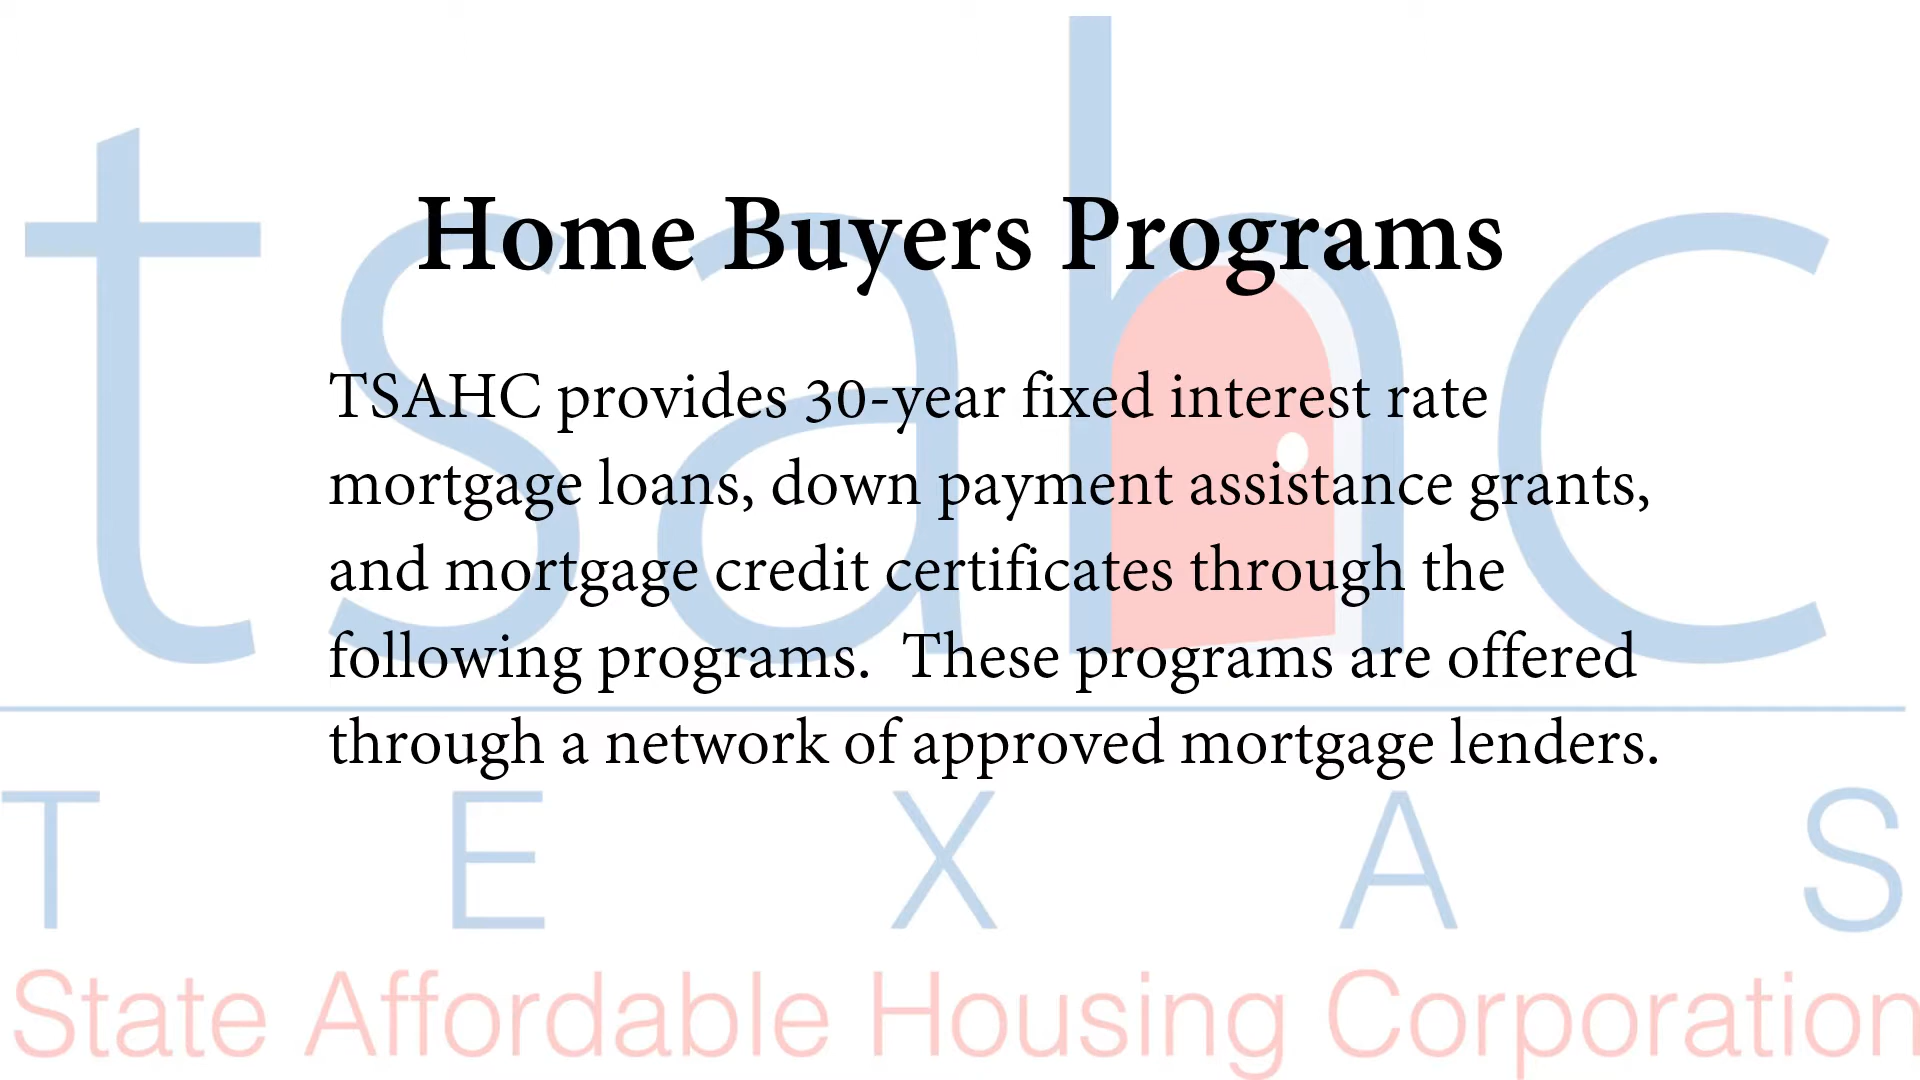 Home Buyers Programs
TSAHC provides 30-year fixed interest rate
mortgage loans, down payment assistance grants,
and mortgage credit certificates through the
following programs.  These programs are offered
through a network of approved mortgage lenders.
tsahc
TEXAS
State Affordable Housing Corporation